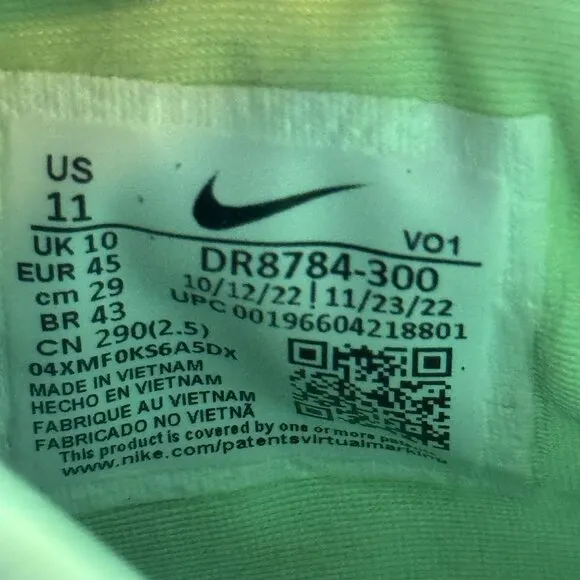 US
11
VO1
UK 10
EUR 45
cm 29
BR 43
CN 290(2.5)
DR8784-300
10/12/22 | 11/23/22
UPC 00196604218801
04XMF0KS6A5DX
MADE IN VIETNAM
HECHO EN VIETNAM
FABRIQUE AU VIETNAM
FABRICADO NO VIETNÃ
This product is covered by one or more
www.nike.com/patentsvirtualmarking